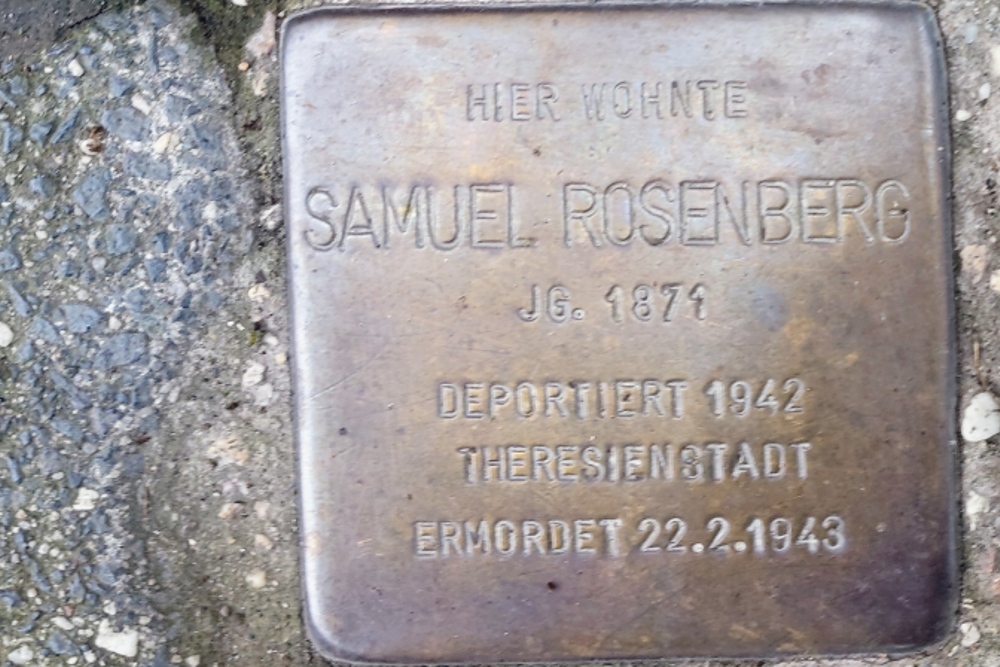 HIER WOHNTE
SAMUEL ROSENBERG
JG. 1871
DEPORTIERT 1942
THERESIENSTADT
ERMORDET 22.2.1943